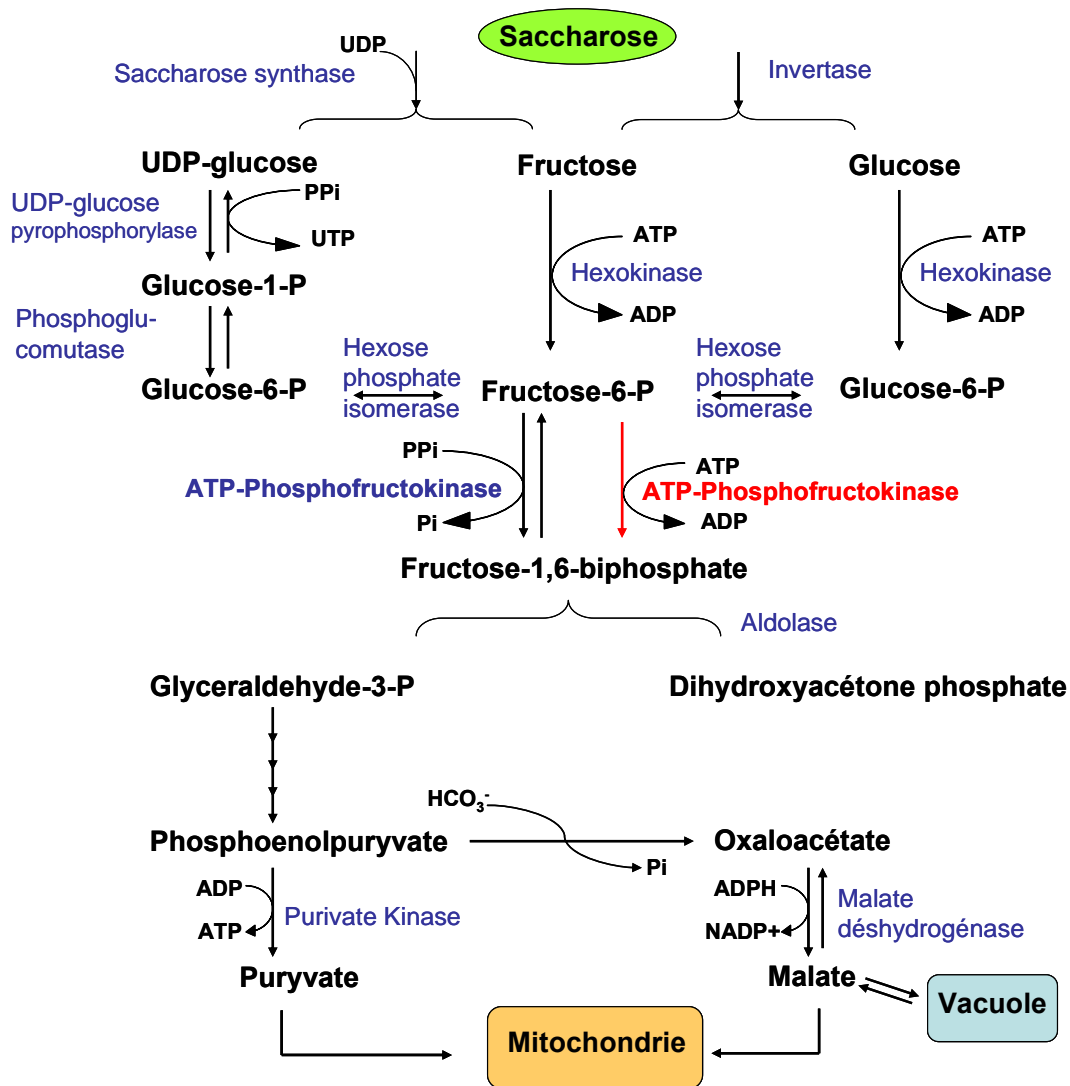 Saccharose
UDP
Saccharose synthase
Invertase
UDP-glucose
Fructose
Glucose
UDP-glucose
pyrophosphorylase
PPi
UTP
ATP
Hexokinase
ADP
ATP
Hexokinase
ADP
Glucose-1-P
Phosphoglu-
comutase
Glucose-6-P
Hexose
phosphate
isomerase
Fructose-6-P
Hexose
phosphate
isomerase
Glucose-6-P
PPi
ATP-Phosphofructokinase
Pi
ATP
ATP-Phosphofructokinase
ADP
Fructose-1,6-biphosphate
Aldolase
Glyceraldehyde-3-P
Dihydroxyacétone phosphate
HCO₃⁻
Phosphoenolpuryvate
Oxaloacétate
Pi
ADP
Purivate Kinase
ATP
ADPH
Malate
déshydrogénase
NADP+
Puryvate
Malate
Vacuole
Mitochondrie